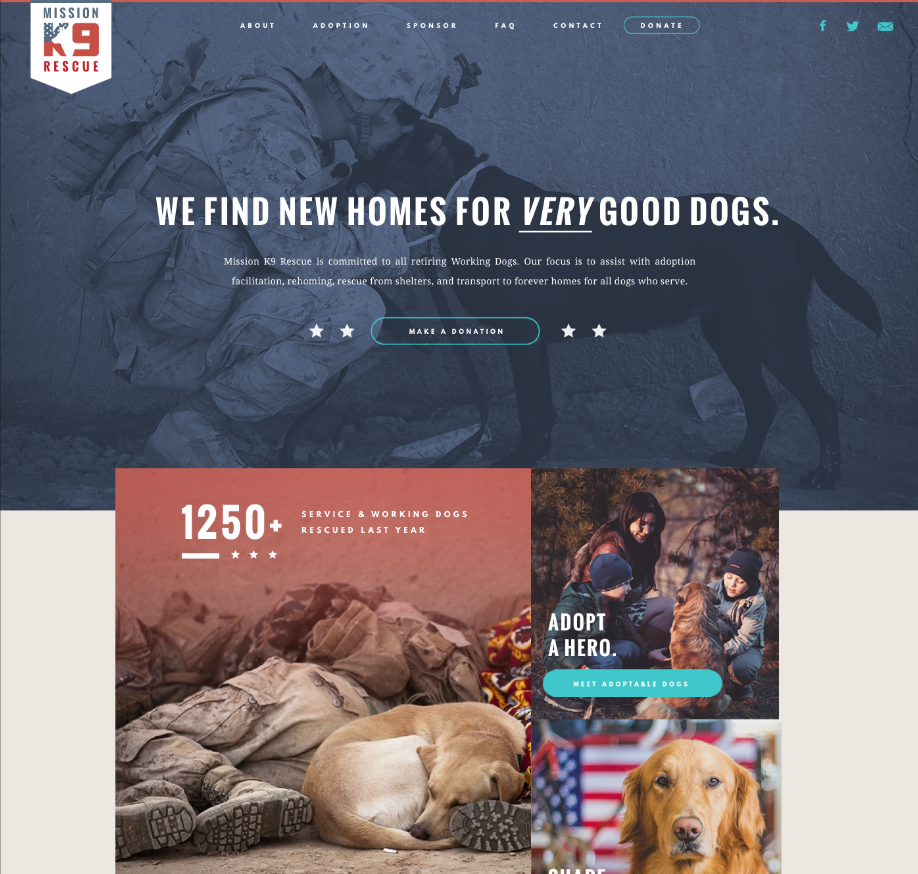 MISSION
K9
RESCUE
ABOUT ADOPTION SPONSOR FAQ CONTACT DONATE
WE FIND NEW HOMES FOR VERY GOOD DOGS.
Mission K9 Rescue is committed to all retiring Working Dogs. Our focus is to assist with adoption
facilitation, rehoming, rescue from shelters, and transport to forever homes for all dogs who serve.
MAKE A DONATION
1250+
SERVICE & WORKING DOGS
RESCUED LAST YEAR
ADOPT
A HERO.
MEET ADOPTABLE DOGS